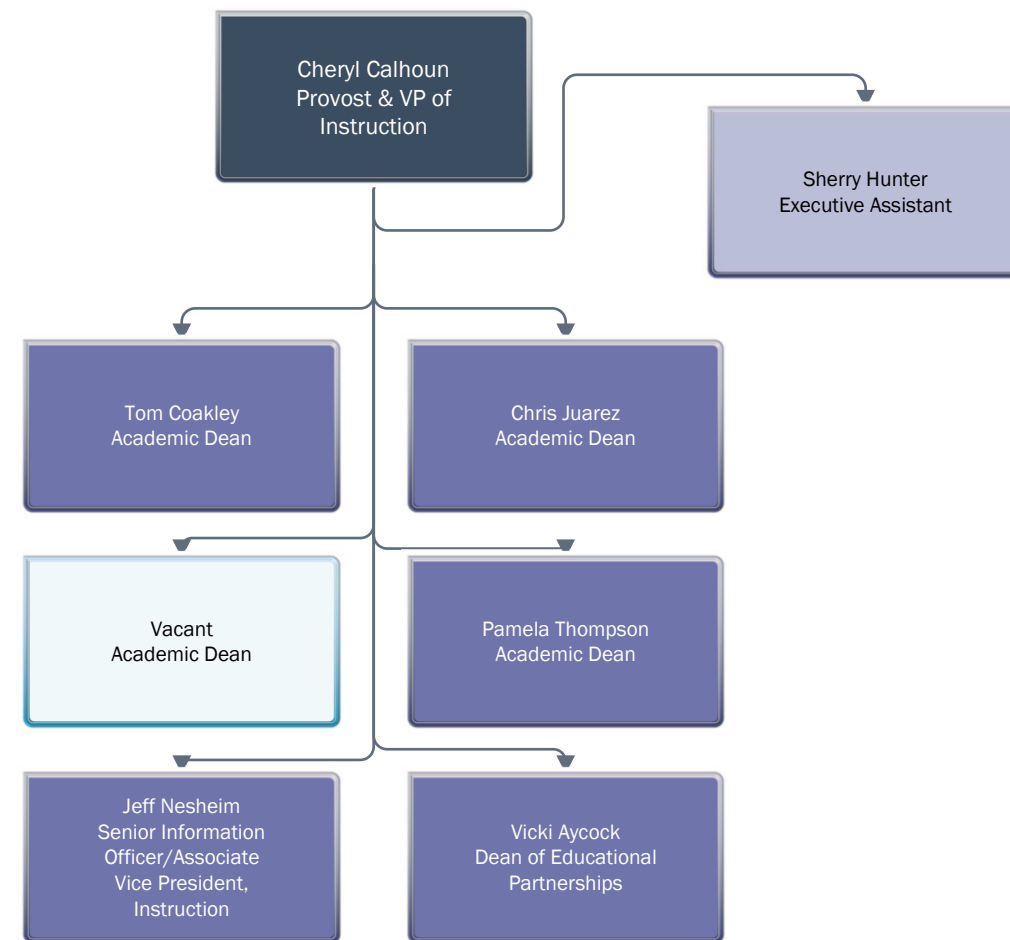 Cheryl Calhoun
Provost & VP of
Instruction
Sherry Hunter
Executive Assistant
Tom Coakley
Academic Dean
Chris Juarez
Academic Dean
Vacant
Academic Dean
Pamela Thompson
Academic Dean
Jeff Nesheim
Senior Information
Officer/Associate
Vice President,
Instruction
Vicki Aycock
Dean of Educational
Partnerships